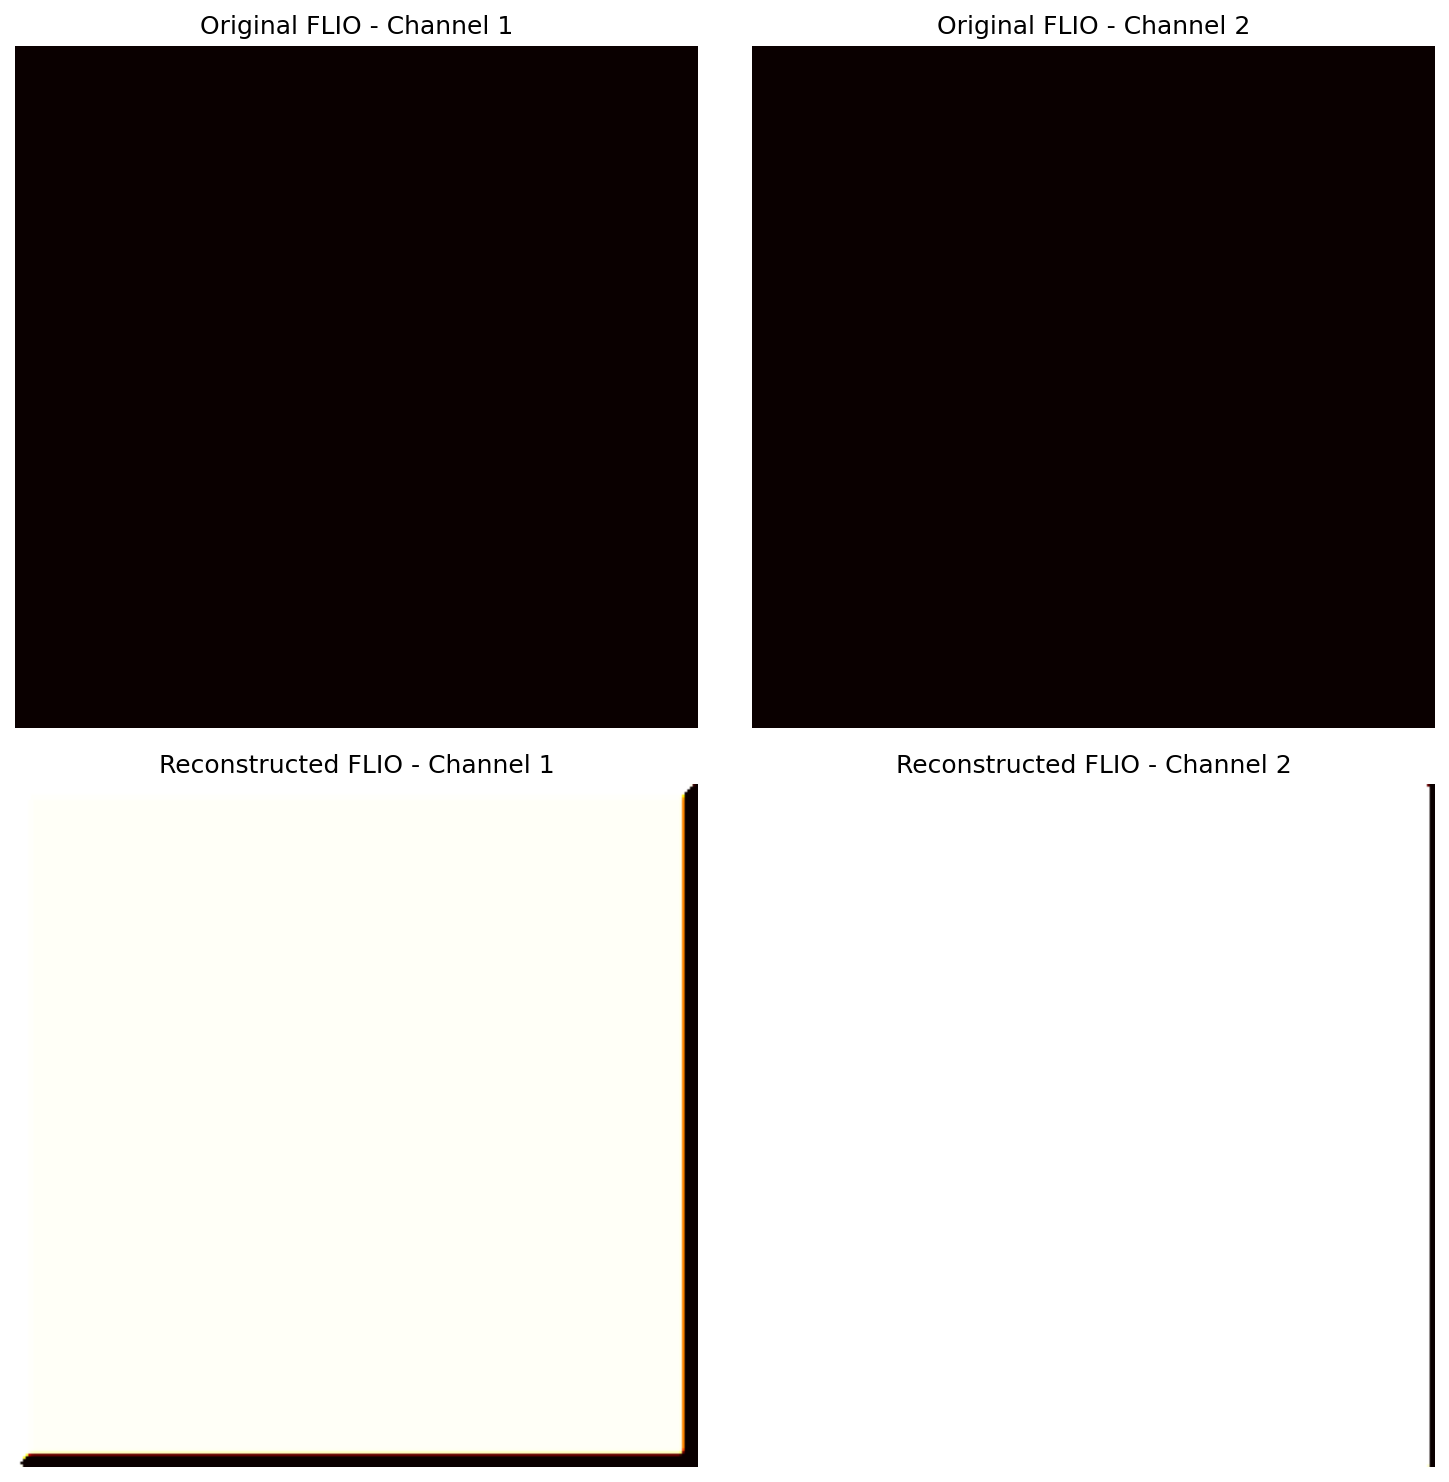 Original FLIO - Channel 1
Original FLIO - Channel 2
Reconstructed FLIO - Channel 1
Reconstructed FLIO - Channel 2